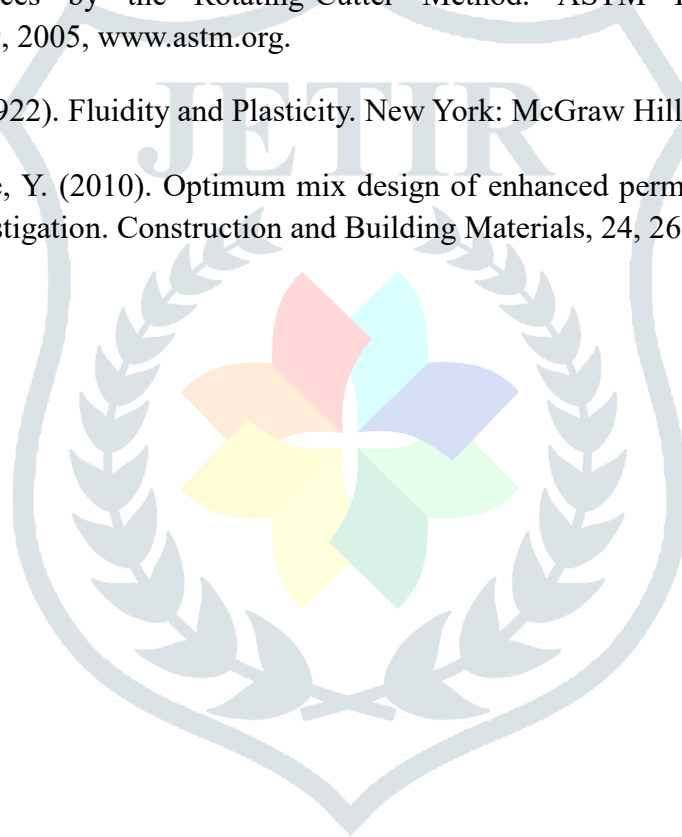 by the Rotating-Cutter Method. ASTM
, 2005, www.astm.org.
922). Fluidity and Plasticity. New York: McGraw Hill
JETIR
, Y. (2010). Optimum mix design of enhanced perm
stigation. Construction and Building Materials, 24, 26